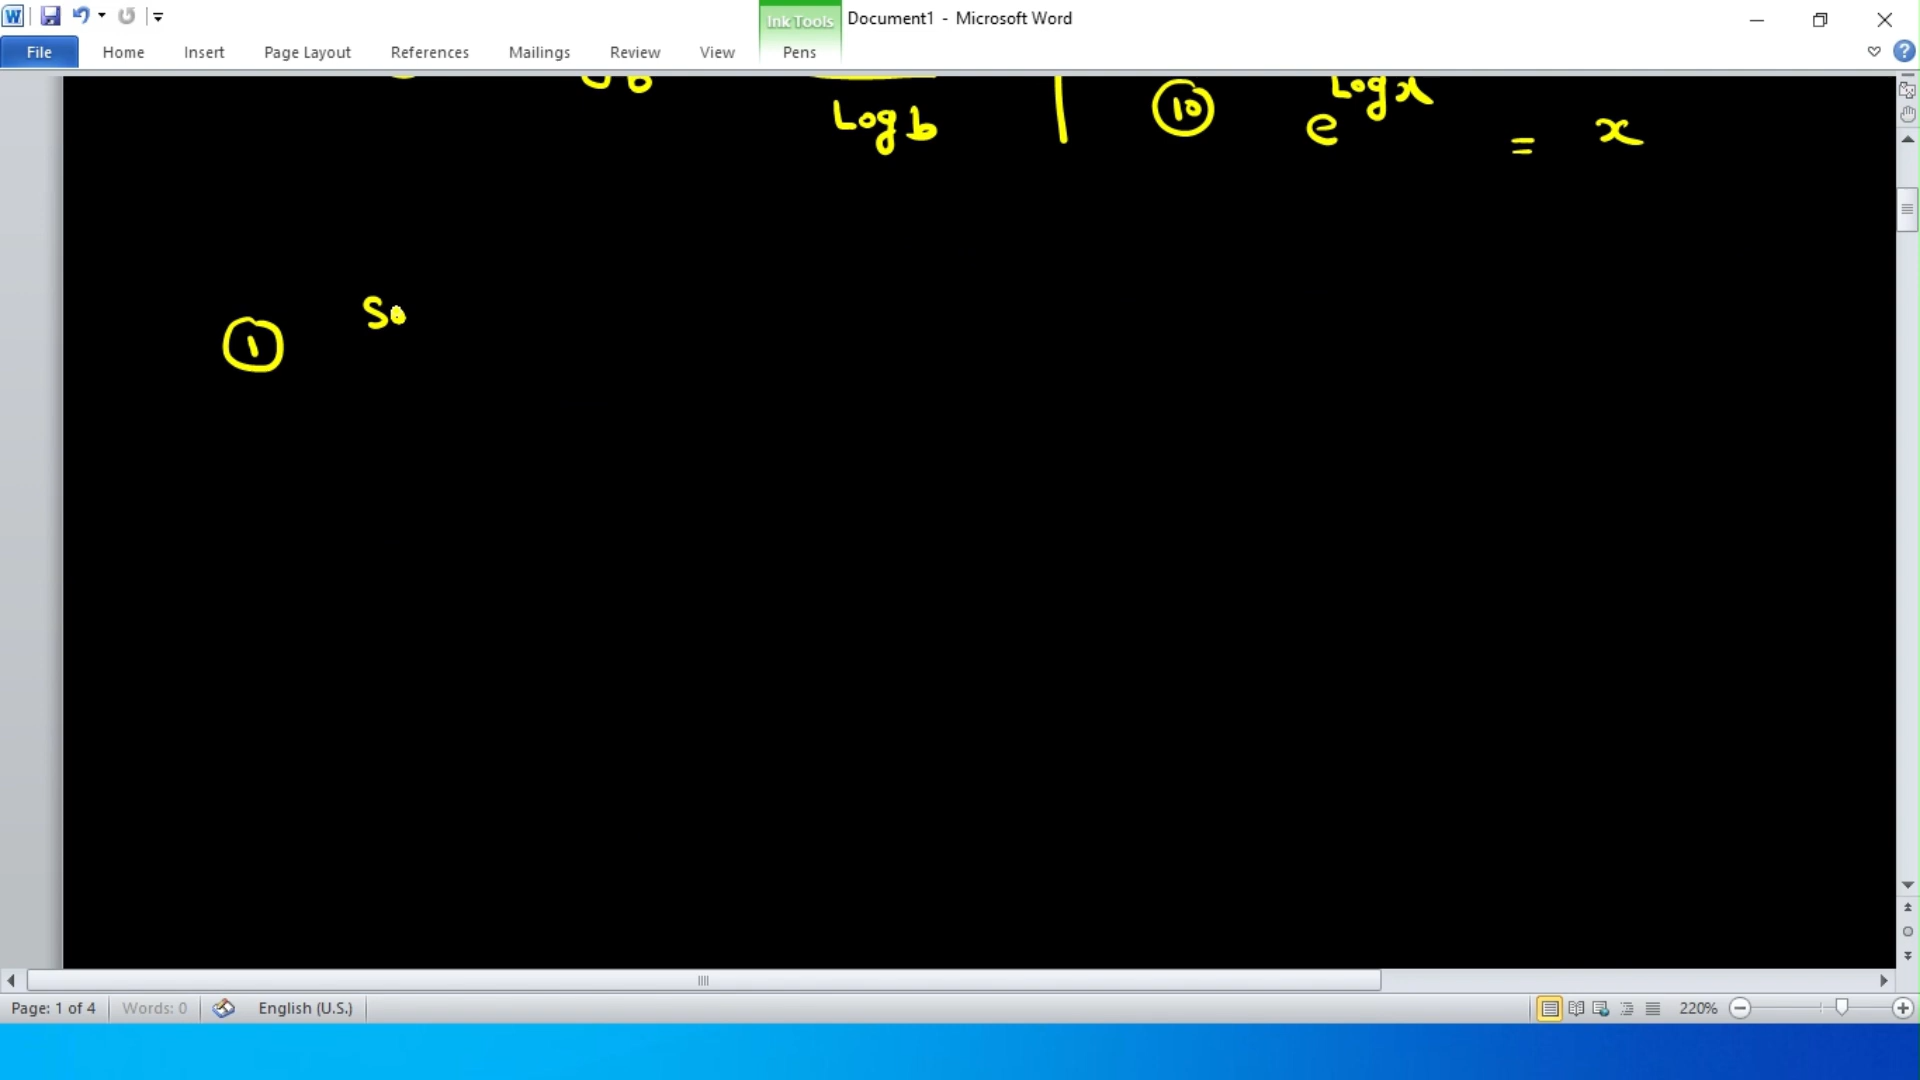 Ink Tools
Document1 - Microsoft Word
File Home Insert Page Layout References Mailings Review View Pens
b
Log b
10 e Log x = x
1 So
Page: 1 of 4 Words: 0 English (U.S.) 220%